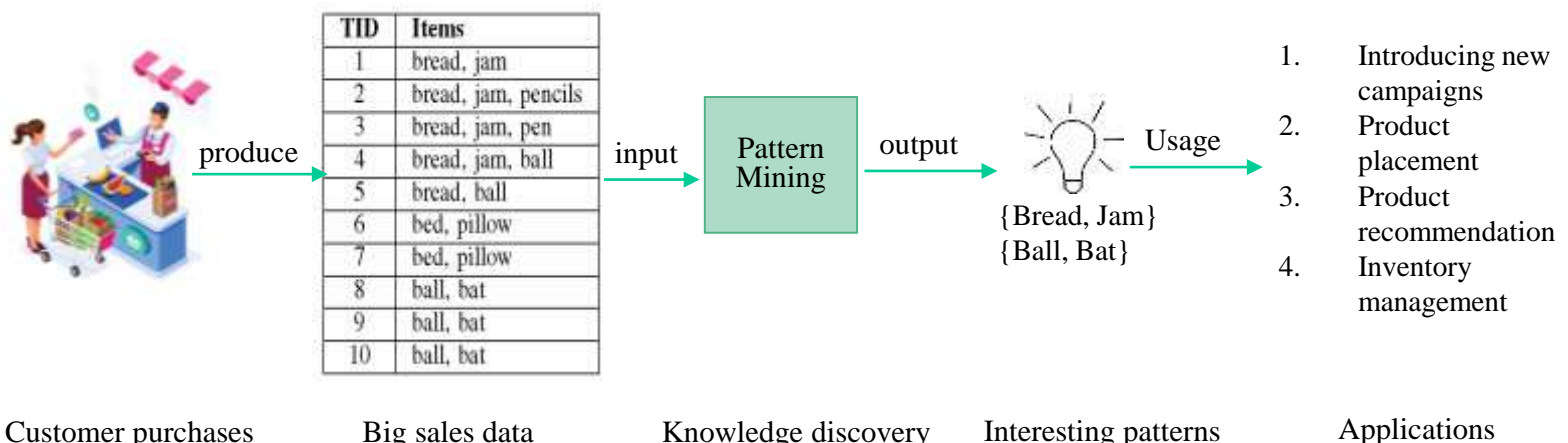 TID Items
1 bread, jam
2 bread, jam, pencils
3 bread, jam, pen
4 bread, jam, ball
5 bread, ball
6 bed, pillow
7 bed, pillow
8 ball, bat
9 ball, bat
10 ball, bat
produce
input
Pattern
Mining
output
{Bread, Jam}
{Ball, Bat}
Usage
1. Introducing new
campaigns
2. Product
placement
3. Product
recommendation
4. Inventory
management
Customer purchases
Big sales data
Knowledge discovery
Interesting patterns
Applications